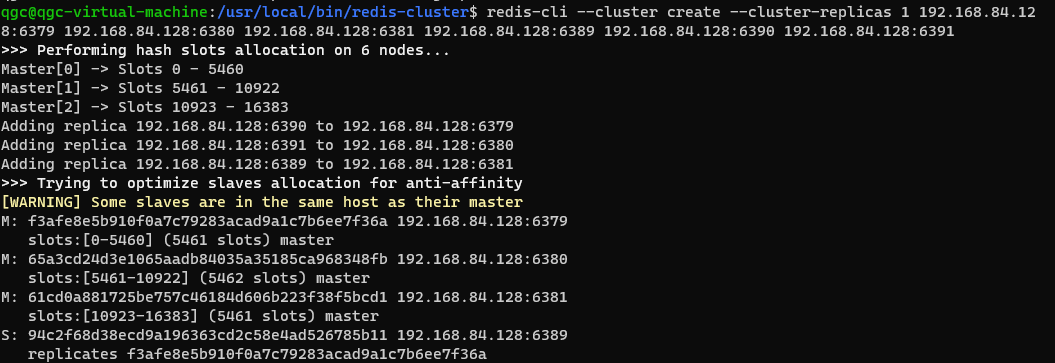 qgc@qgc-virtual-machine:/usr/local/bin/redis-cluster$ redis-cli --cluster create --cluster-replicas 1 192.168.84.12
8:6379 192.168.84.128:6380 192.168.84.128:6381 192.168.84.128:6389 192.168.84.128:6390 192.168.84.128:6391
>>> Performing hash slots allocation on 6 nodes...
Master[0] -> Slots 0 - 5460
Master[1] -> Slots 5461 - 10922
Master[2] -> Slots 10923 - 16383
Adding replica 192.168.84.128:6390 to 192.168.84.128:6379
Adding replica 192.168.84.128:6391 to 192.168.84.128:6380
Adding replica 192.168.84.128:6389 to 192.168.84.128:6381
>>> Trying to optimize slaves allocation for anti-affinity
[WARNING] Some slaves are in the same host as their master
M: f3afe8e5b910f0a7c79283acad9a1c7b6ee7f36a 192.168.84.128:6379
   slots:[0-5460] (5461 slots) master
M: 65a3cd24d3e1065aadb84035a35185ca968348fb 192.168.84.128:6380
   slots:[5461-10922] (5462 slots) master
M: 61cd0a881725be757c46184d606b223f38f5bcd1 192.168.84.128:6381
   slots:[10923-16383] (5461 slots) master
S: 94c2f68d38ecd9a196363cd2c58e4ad526785b11 192.168.84.128:6389
   replicates f3afe8e5b910f0a7c79283acad9a1c7b6ee7f36a